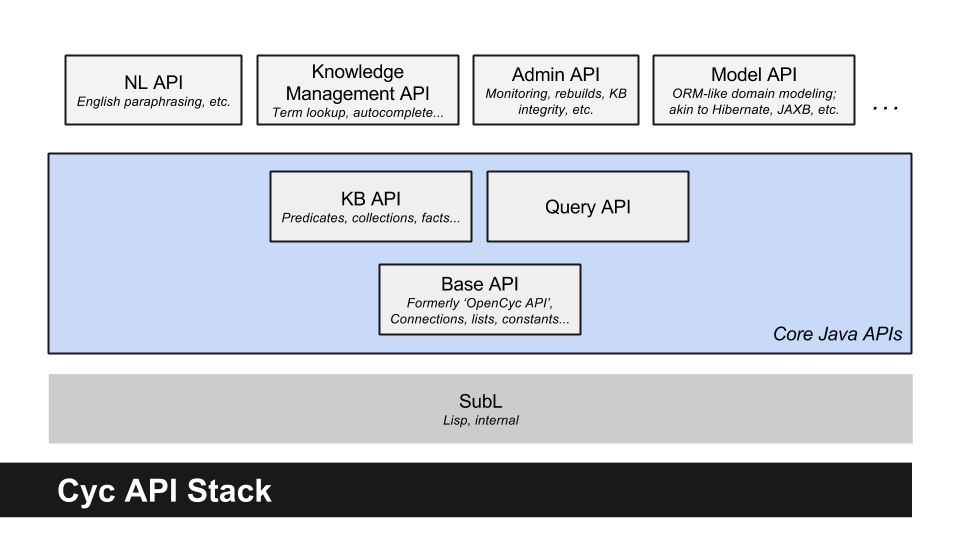 NL API
English paraphrasing, etc.
Knowledge
Management API
Term lookup, autocomplete...
Admin API
Monitoring, rebuilds, KB
integrity, etc.
Model API
ORM-like domain modeling;
akin to Hibernate, JAXB, etc.
...
KB API
Predicates, collections, facts...
Query API
Base API
Formerly ‘OpenCyc API’,
Connections, lists, constants...
Core Java APIs
SubL
Lisp, internal
Cyc API Stack